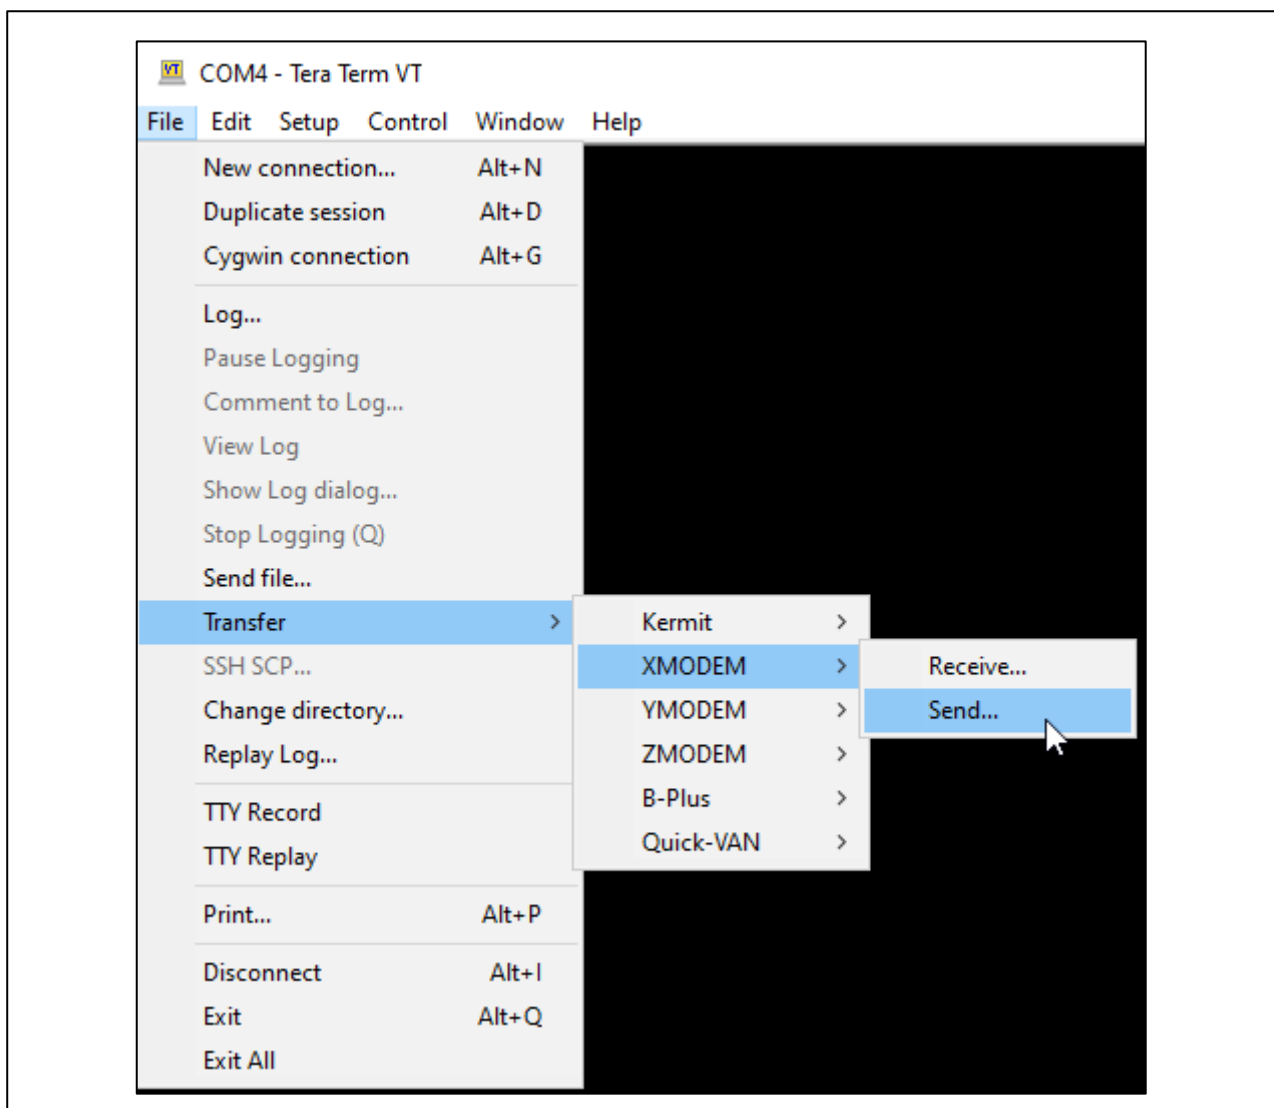 VT COM4 - Tera Term VT
File Edit Setup Control Window Help
New connection... Alt+N
Duplicate session Alt+D
Cygwin connection Alt+G
Log...
Pause Logging
Comment to Log...
View Log
Show Log dialog...
Stop Logging (Q)
Send file...
Transfer > Kermit >
SSH SCP... XMODEM > Receive...
Change directory... YMODEM > Send...
Replay Log... ZMODEM >
TTY Record B-Plus >
TTY Replay Quick-VAN >
Print... Alt+P
Disconnect Alt+I
Exit Alt+Q
Exit All